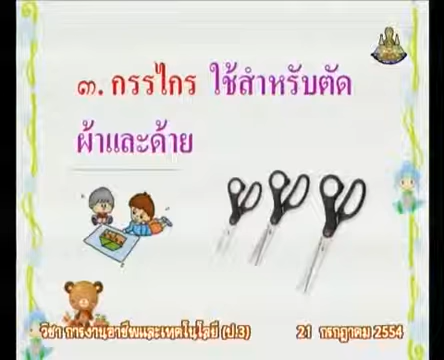 ๓. กรรไกร ใช้สำหรับตัด
ผ้าและด้าย
วิชา การงานอาชีพและเทคโนโลยี (ป.3) 21 กรกฎาคม 2554